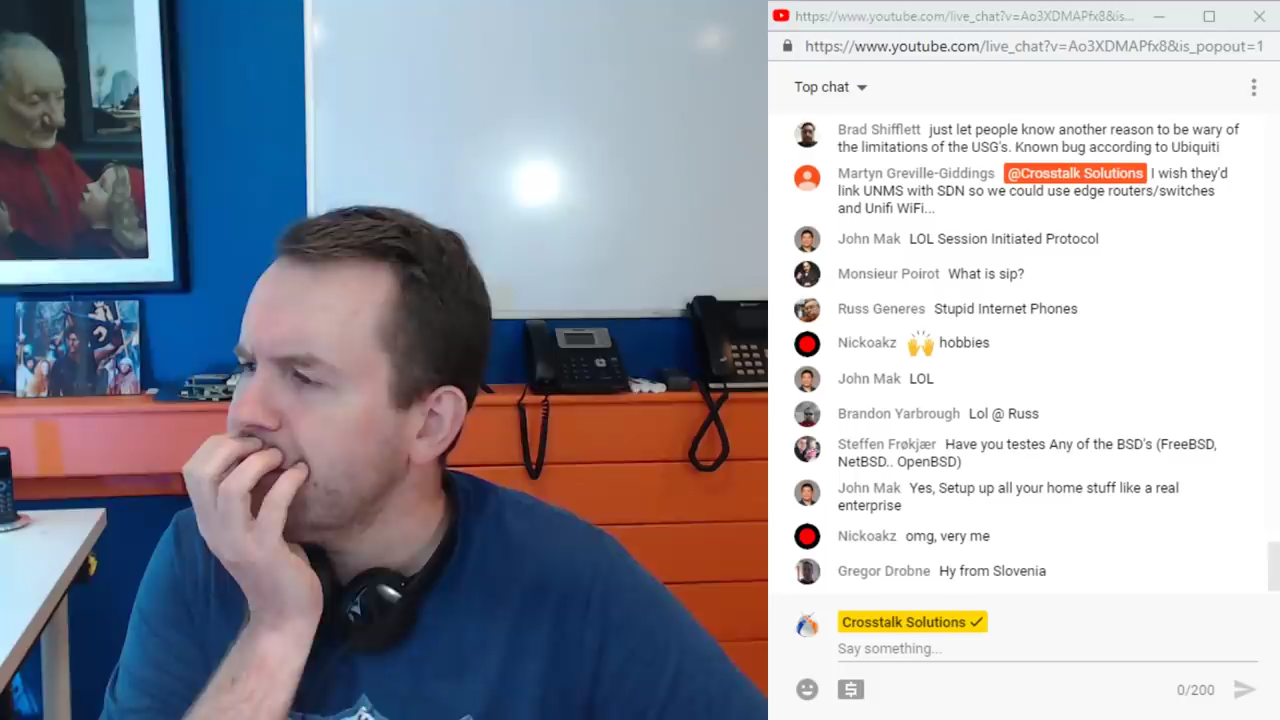 https://www.youtube.com/live_chat?v=Ao3XDMAPfx8&is...
https://www.youtube.com/live_chat?v=Ao3XDMAPfx8&is_popout=1
Top chat
Brad Shifflett just let people know another reason to be wary of
the limitations of the USG's. Known bug according to Ubiquiti
Martyn Greville-Giddings @Crosstalk Solutions I wish they'd
link UNMS with SDN so we could use edge routers/switches
and Unifi WiFi...
John Mak LOL Session Initiated Protocol
Monsieur Poirot What is sip?
Russ Generes Stupid Internet Phones
Nickoakz 🙌 hobbies
John Mak LOL
Brandon Yarbrough Lol @ Russ
Steffen Frøkjær Have you testes Any of the BSD's (FreeBSD,
NetBSD.. OpenBSD)
John Mak Yes, Setup up all your home stuff like a real
enterprise
Nickoakz omg, very me
Gregor Drobne Hy from Slovenia
Crosstalk Solutions ✓
Say something...
0/200